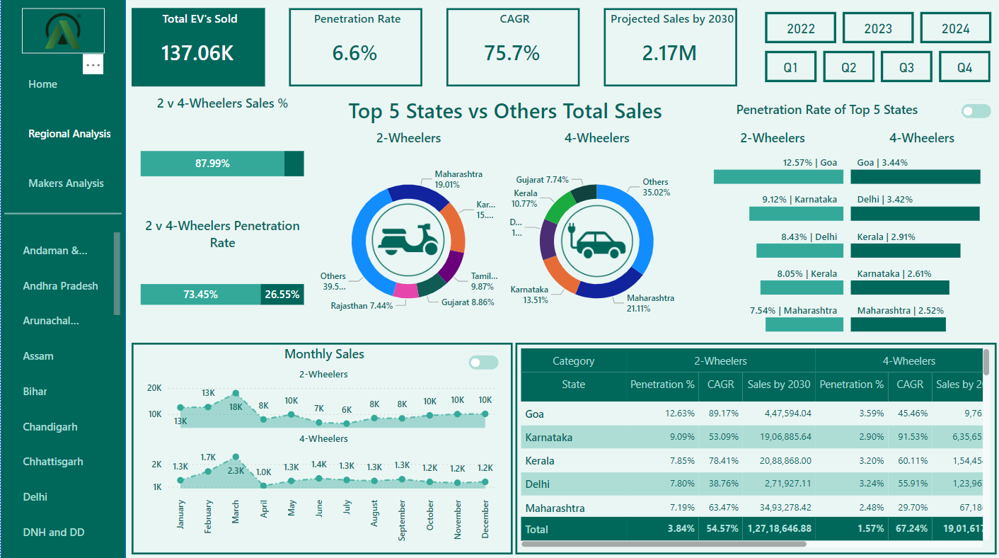 Total EV's Sold
137.06K
Penetration Rate
6.6%
CAGR
75.7%
Projected Sales by 2030
2.17M
2022
2023
2024
Q1
Q2
Q3
Q4
...
Home
Regional Analysis
Makers Analysis
Andaman &...
Andhra Pradesh
Arunachal...
Assam
Bihar
Chandigarh
Chhattisgarh
Delhi
DNH and DD
2 v 4-Wheelers Sales %
87.99%
2 v 4-Wheelers Penetration
Rate
73.45%
26.55%
Top 5 States vs Others Total Sales
2-Wheelers
Maharashtra
19.01%
Kar...
15....
Tamil...
9.87%
Gujarat 8.86%
Rajasthan 7.44%
Others
39.5...
4-Wheelers
Others
35.02%
Maharashtra
21.11%
Karnataka
13.51%
D...
1...
Kerala
10.77%
Gujarat 7.74%
Penetration Rate of Top 5 States
2-Wheelers
4-Wheelers
12.57% | Goa
Goa | 3.44%
9.12% | Karnataka
Delhi | 3.42%
8.43% | Delhi
Kerala | 2.91%
8.05% | Kerala
Karnataka | 2.61%
7.54% | Maharashtra
Maharashtra | 2.52%
Monthly Sales
2-Wheelers
20K
10K
13K
13K
18K
8K
10K
7K
6K
8K
8K
10K
10K
10K
4-Wheelers
2K
1K
1.3K
1.7K
2.3K
1.0K
1.3K
1.4K
1.3K
1.3K
1.3K
1.2K
1.2K
1.2K
January
February
March
April
May
June
July
August
September
October
November
December
Category 2-Wheelers 4-Wheelers
State Penetration % CAGR Sales by 2030 Penetration % CAGR Sales by 20
Goa 12.63% 89.17% 4,47,594.04 3.59% 45.46% 9,76
Karnataka 9.09% 53.09% 19,06,885.64 2.90% 91.53% 6,35,65
Kerala 7.85% 78.41% 20,88,868.00 3.20% 60.11% 1,54,45
Delhi 7.80% 38.76% 2,71,927.11 3.24% 55.91% 1,23,96
Maharashtra 7.19% 63.47% 34,93,278.42 2.48% 29.70% 67,18
Total 3.84% 54.57% 1,27,18,646.88 1.57% 67.24% 19,01,617